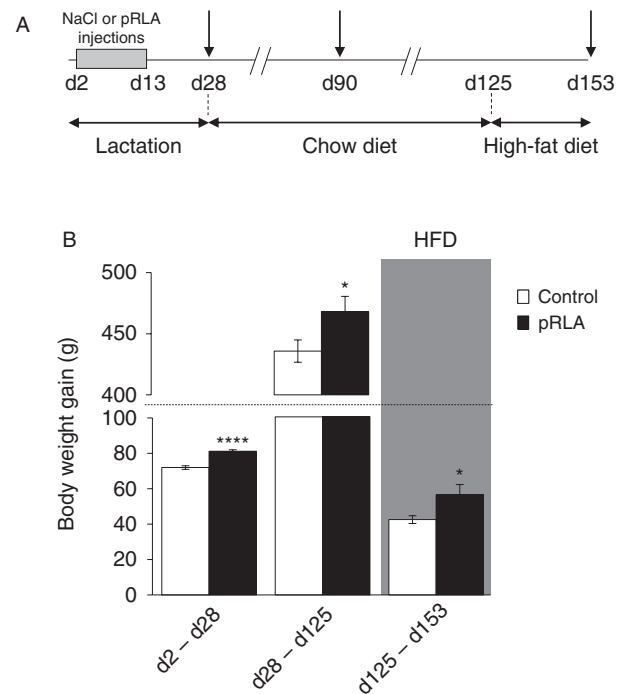 A
NaCl or pRLA
injections
d2 d13 d28 d90 d125 d153
Lactation Chow diet High-fat diet
B
HFD
Body weight gain (g)
500
450
400
100
80
60
40
20
0
****
*
*
Control
pRLA
d2 – d28
d28 – d125
d125 – d153